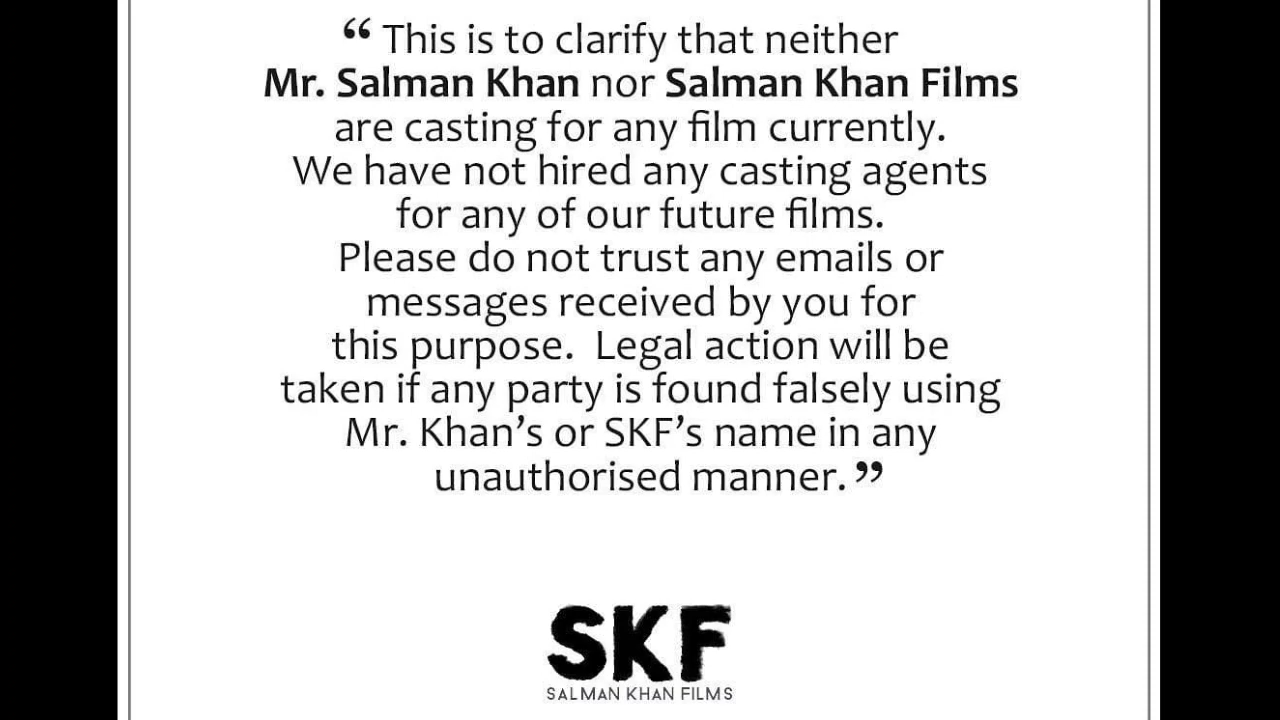 “ This is to clarify that neither
Mr. Salman Khan nor Salman Khan Films
are casting for any film currently.
We have not hired any casting agents
for any of our future films.
Please do not trust any emails or
messages received by you for
this purpose.  Legal action will be
taken if any party is found falsely using
Mr. Khan’s or SKF’s name in any
unauthorised manner. ”
SKF
SALMAN KHAN FILMS